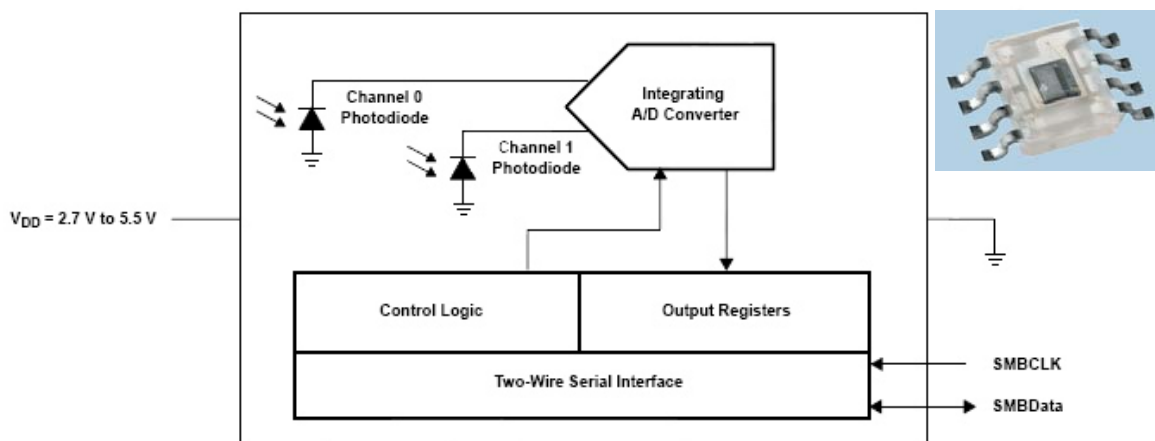 Channel 0
Photodiode
Channel 1
Photodiode
Integrating
A/D Converter
VDD = 2.7 V to 5.5 V
Control Logic
Output Registers
Two-Wire Serial Interface
SMBCLK
SMBData